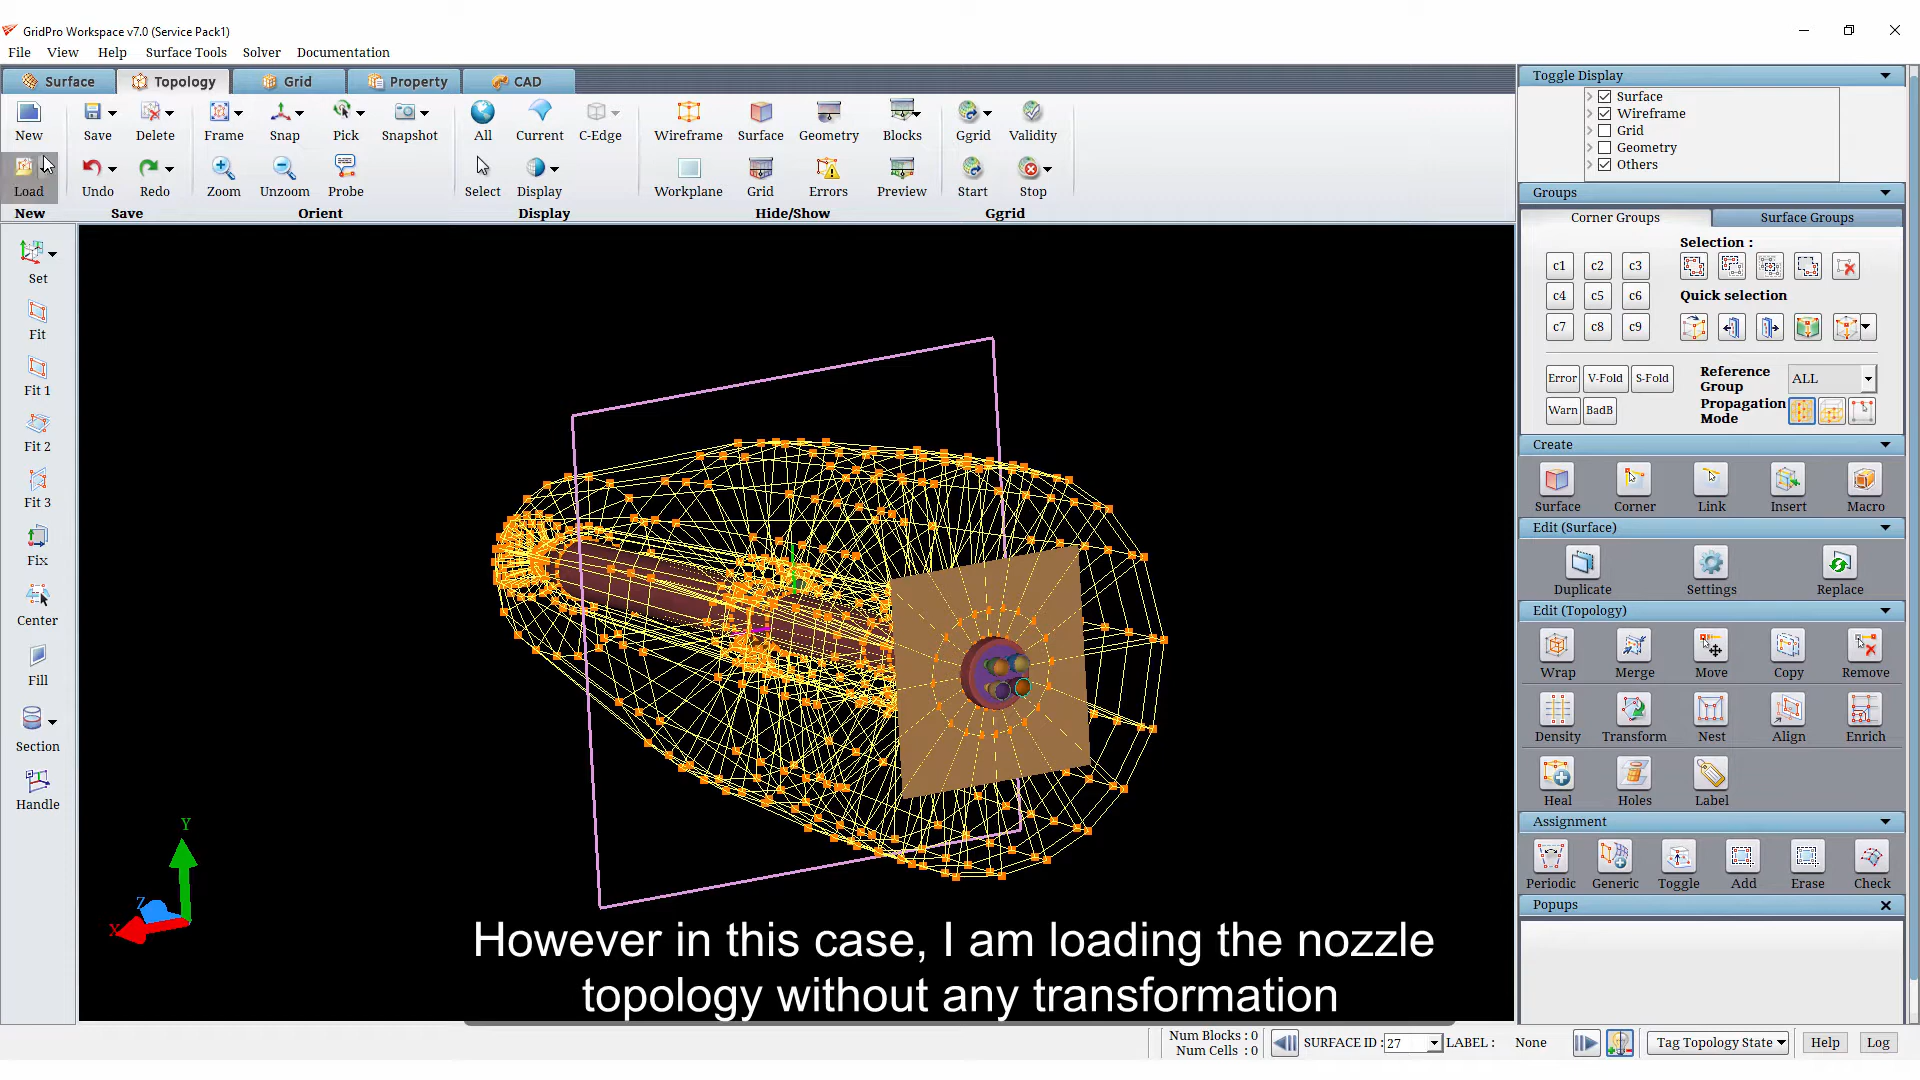 GridPro Workspace v7.0 (Service Pack1)
File View Help Surface Tools Solver Documentation
Surface Topology Grid Property CAD
New Save Delete Frame Snap Pick Snapshot All Current C-Edge Wireframe Surface Geometry Blocks Ggrid Validity
Load Undo Redo Zoom Unzoom Probe Select Display Workplane Grid Errors Preview Start Stop
New Save Orient Display Hide/Show Ggrid
Set
Fit
Fit 1
Fit 2
Fit 3
Fix
Center
Fill
Section
Handle
Y
Z
X
However in this case, I am loading the nozzle
topology without any transformation
Toggle Display
Surface
Wireframe
Grid
Geometry
Others
Groups
Corner Groups Surface Groups
Selection :
c1 c2 c3
c4 c5 c6
Quick selection
c7 c8 c9
Error V-Fold S-Fold
Warn BadB
Reference
Group
ALL
Propagation
Mode
Create
Surface Corner Link Insert Macro
Edit (Surface)
Duplicate Settings Replace
Edit (Topology)
Wrap Merge Move Copy Remove
Density Transform Nest Align Enrich
Heal Holes Label
Assignment
Periodic Generic Toggle Add Erase Check
Popups
Num Blocks : 0
Num Cells : 0
SURFACE ID: 27 LABEL : None Tag Topology State Help Log